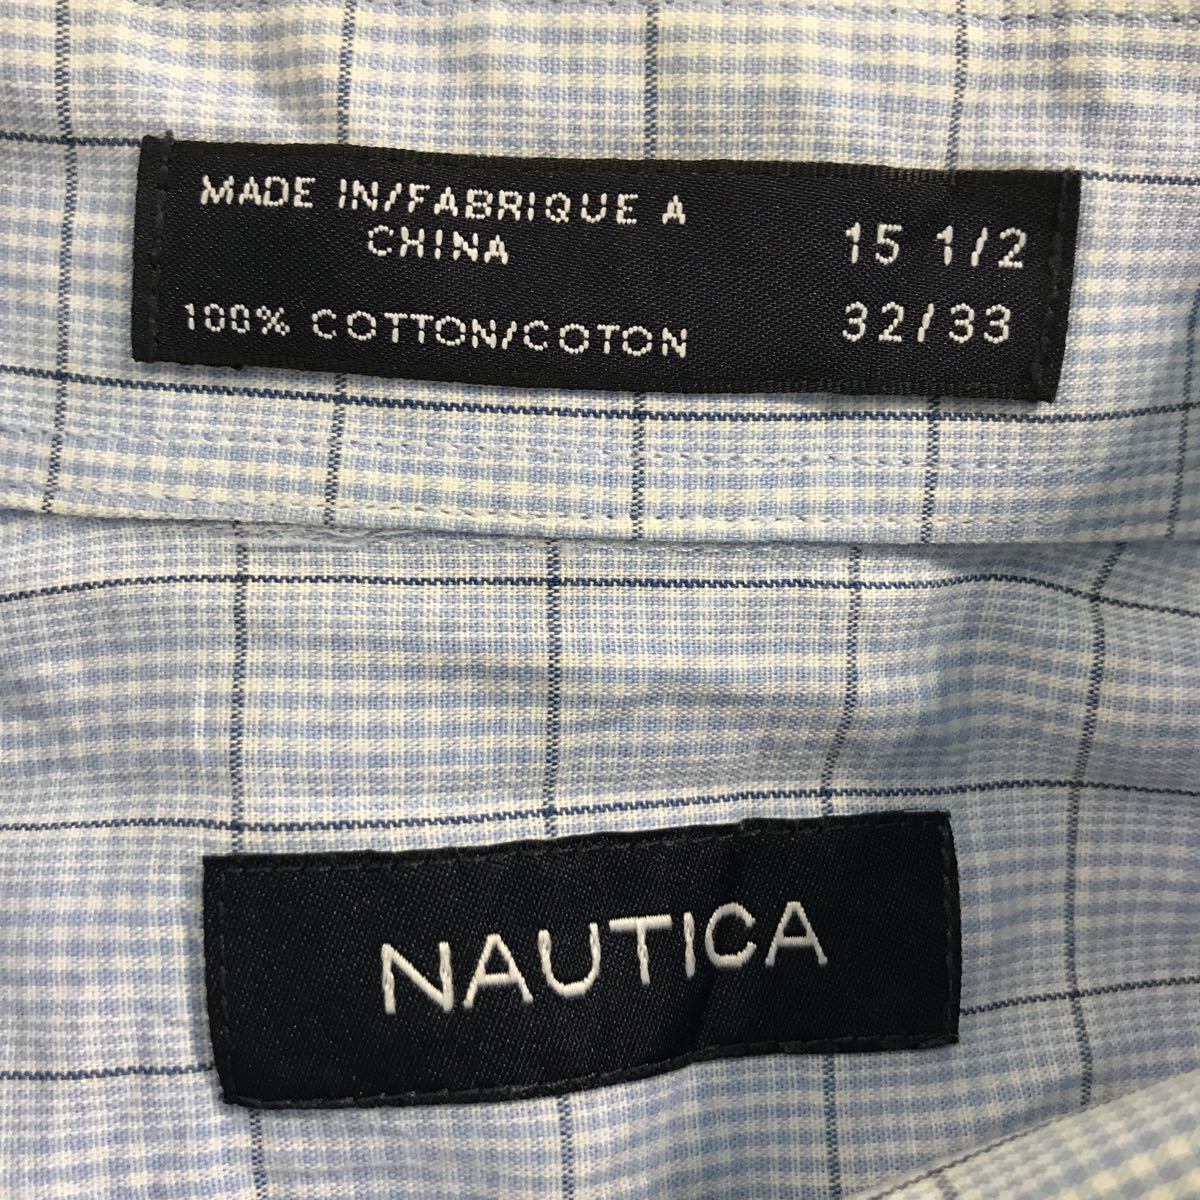 MADE IN/FABRIQUE A
CHINA
100% COTTON/COTON
15 1/2
32/33
NAUTICA